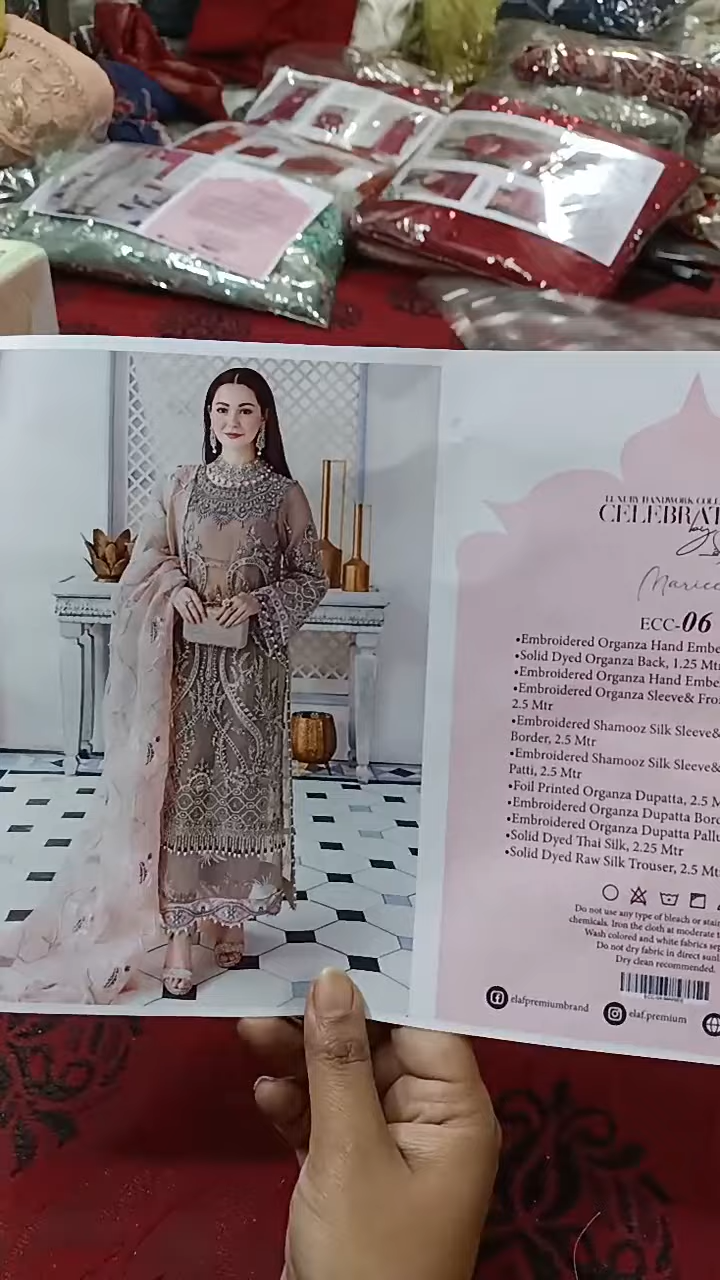 LUXURY HANDWORK
CELEBRAT
by
ECC-06
•Embroidered Organza Hand Embe
•Solid Dyed Organza Back, 1.25 Mt
•Embroidered Organza Hand Embe
•Embroidered Organza Sleeve& Fro
2.5 Mtr
•Embroidered Shamooz Silk Sleeve&
Border, 2.5 Mtr
•Embroidered Shamooz Silk Sleeve&
Patti, 2.5 Mtr
•Foil Printed Organza Dupatta, 2.5 M
•Embroidered Organza Dupatta Bor
•Embroidered Organza Dupatta Pall
•Solid Dyed Thai Silk, 2.25 Mtr
•Solid Dyed Raw Silk Trouser, 2.5 Mt
Do not use any type of bleach or stai
chemicals. Iron the cloth at moderate t
Wash colored and white fabrics sep
Do not dry fabric in direct sunl
Dry clean recommended.
elafpremiumbrand
elaf.premium